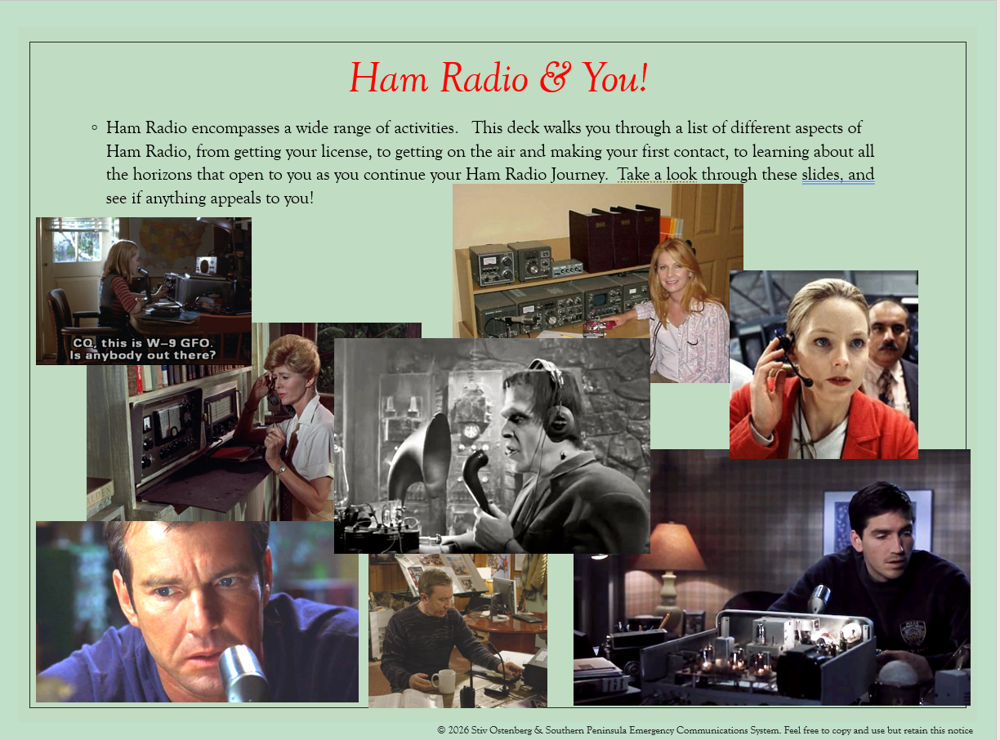 Ham Radio & You!
Ham Radio encompasses a wide range of activities. This deck walks you through a list of different aspects of
Ham Radio, from getting your license, to getting on the air and making your first contact, to learning about all
the horizons that open to you as you continue your Ham Radio Journey. Take a look through these slides, and
see if anything appeals to you!
CQ, this is W–9 GFO.
Is anybody out there?
© 2026 Stiv Ostenberg & Southern Peninsula Emergency Communications System. Feel free to copy and use but retain this notice